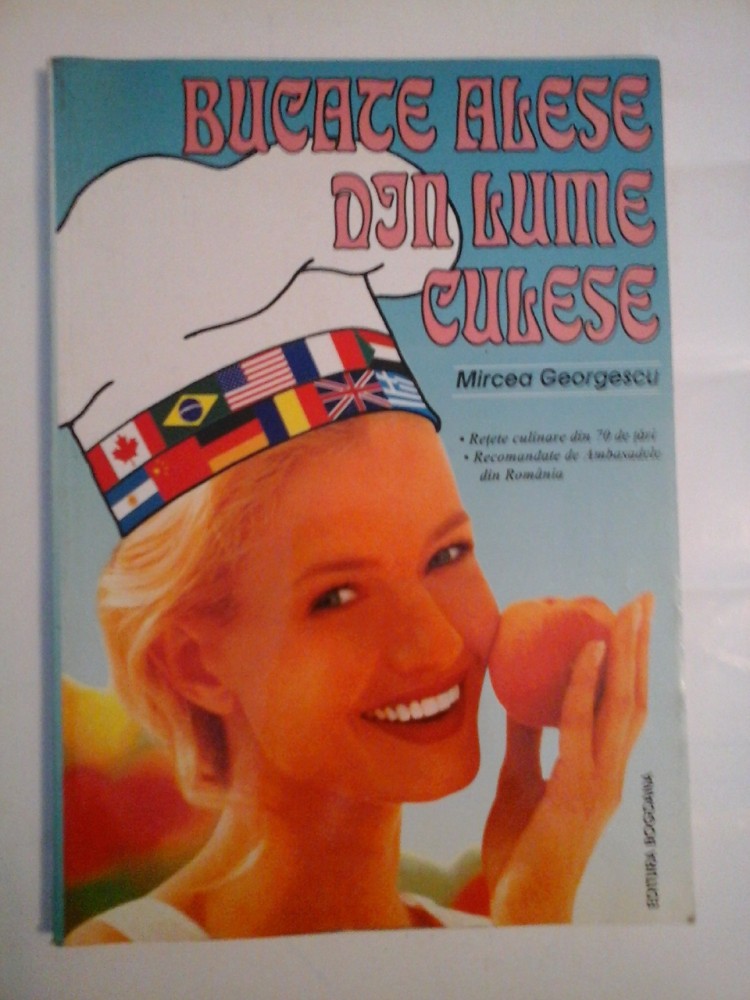 BUCATE ALESE
DIN LUME
CULESE
Mircea Georgescu
• Rețete culinare din 70 de țări
• Recomandate de Ambasadele
din România
EDITURA BOGDANA